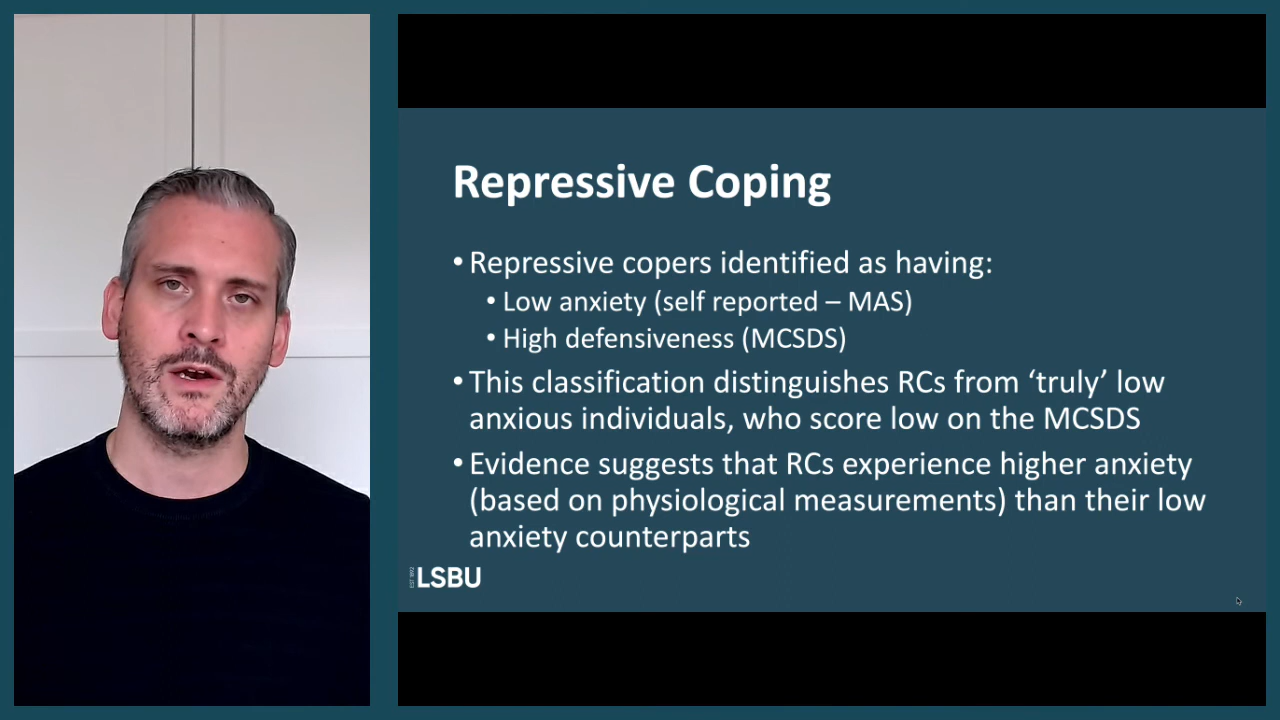 Repressive Coping
• Repressive copers identified as having:
• Low anxiety (self reported – MAS)
• High defensiveness (MCSDS)
• This classification distinguishes RCs from ‘truly’ low
anxious individuals, who score low on the MCSDS
• Evidence suggests that RCs experience higher anxiety
(based on physiological measurements) than their low
anxiety counterparts
EST 1892
LSBU